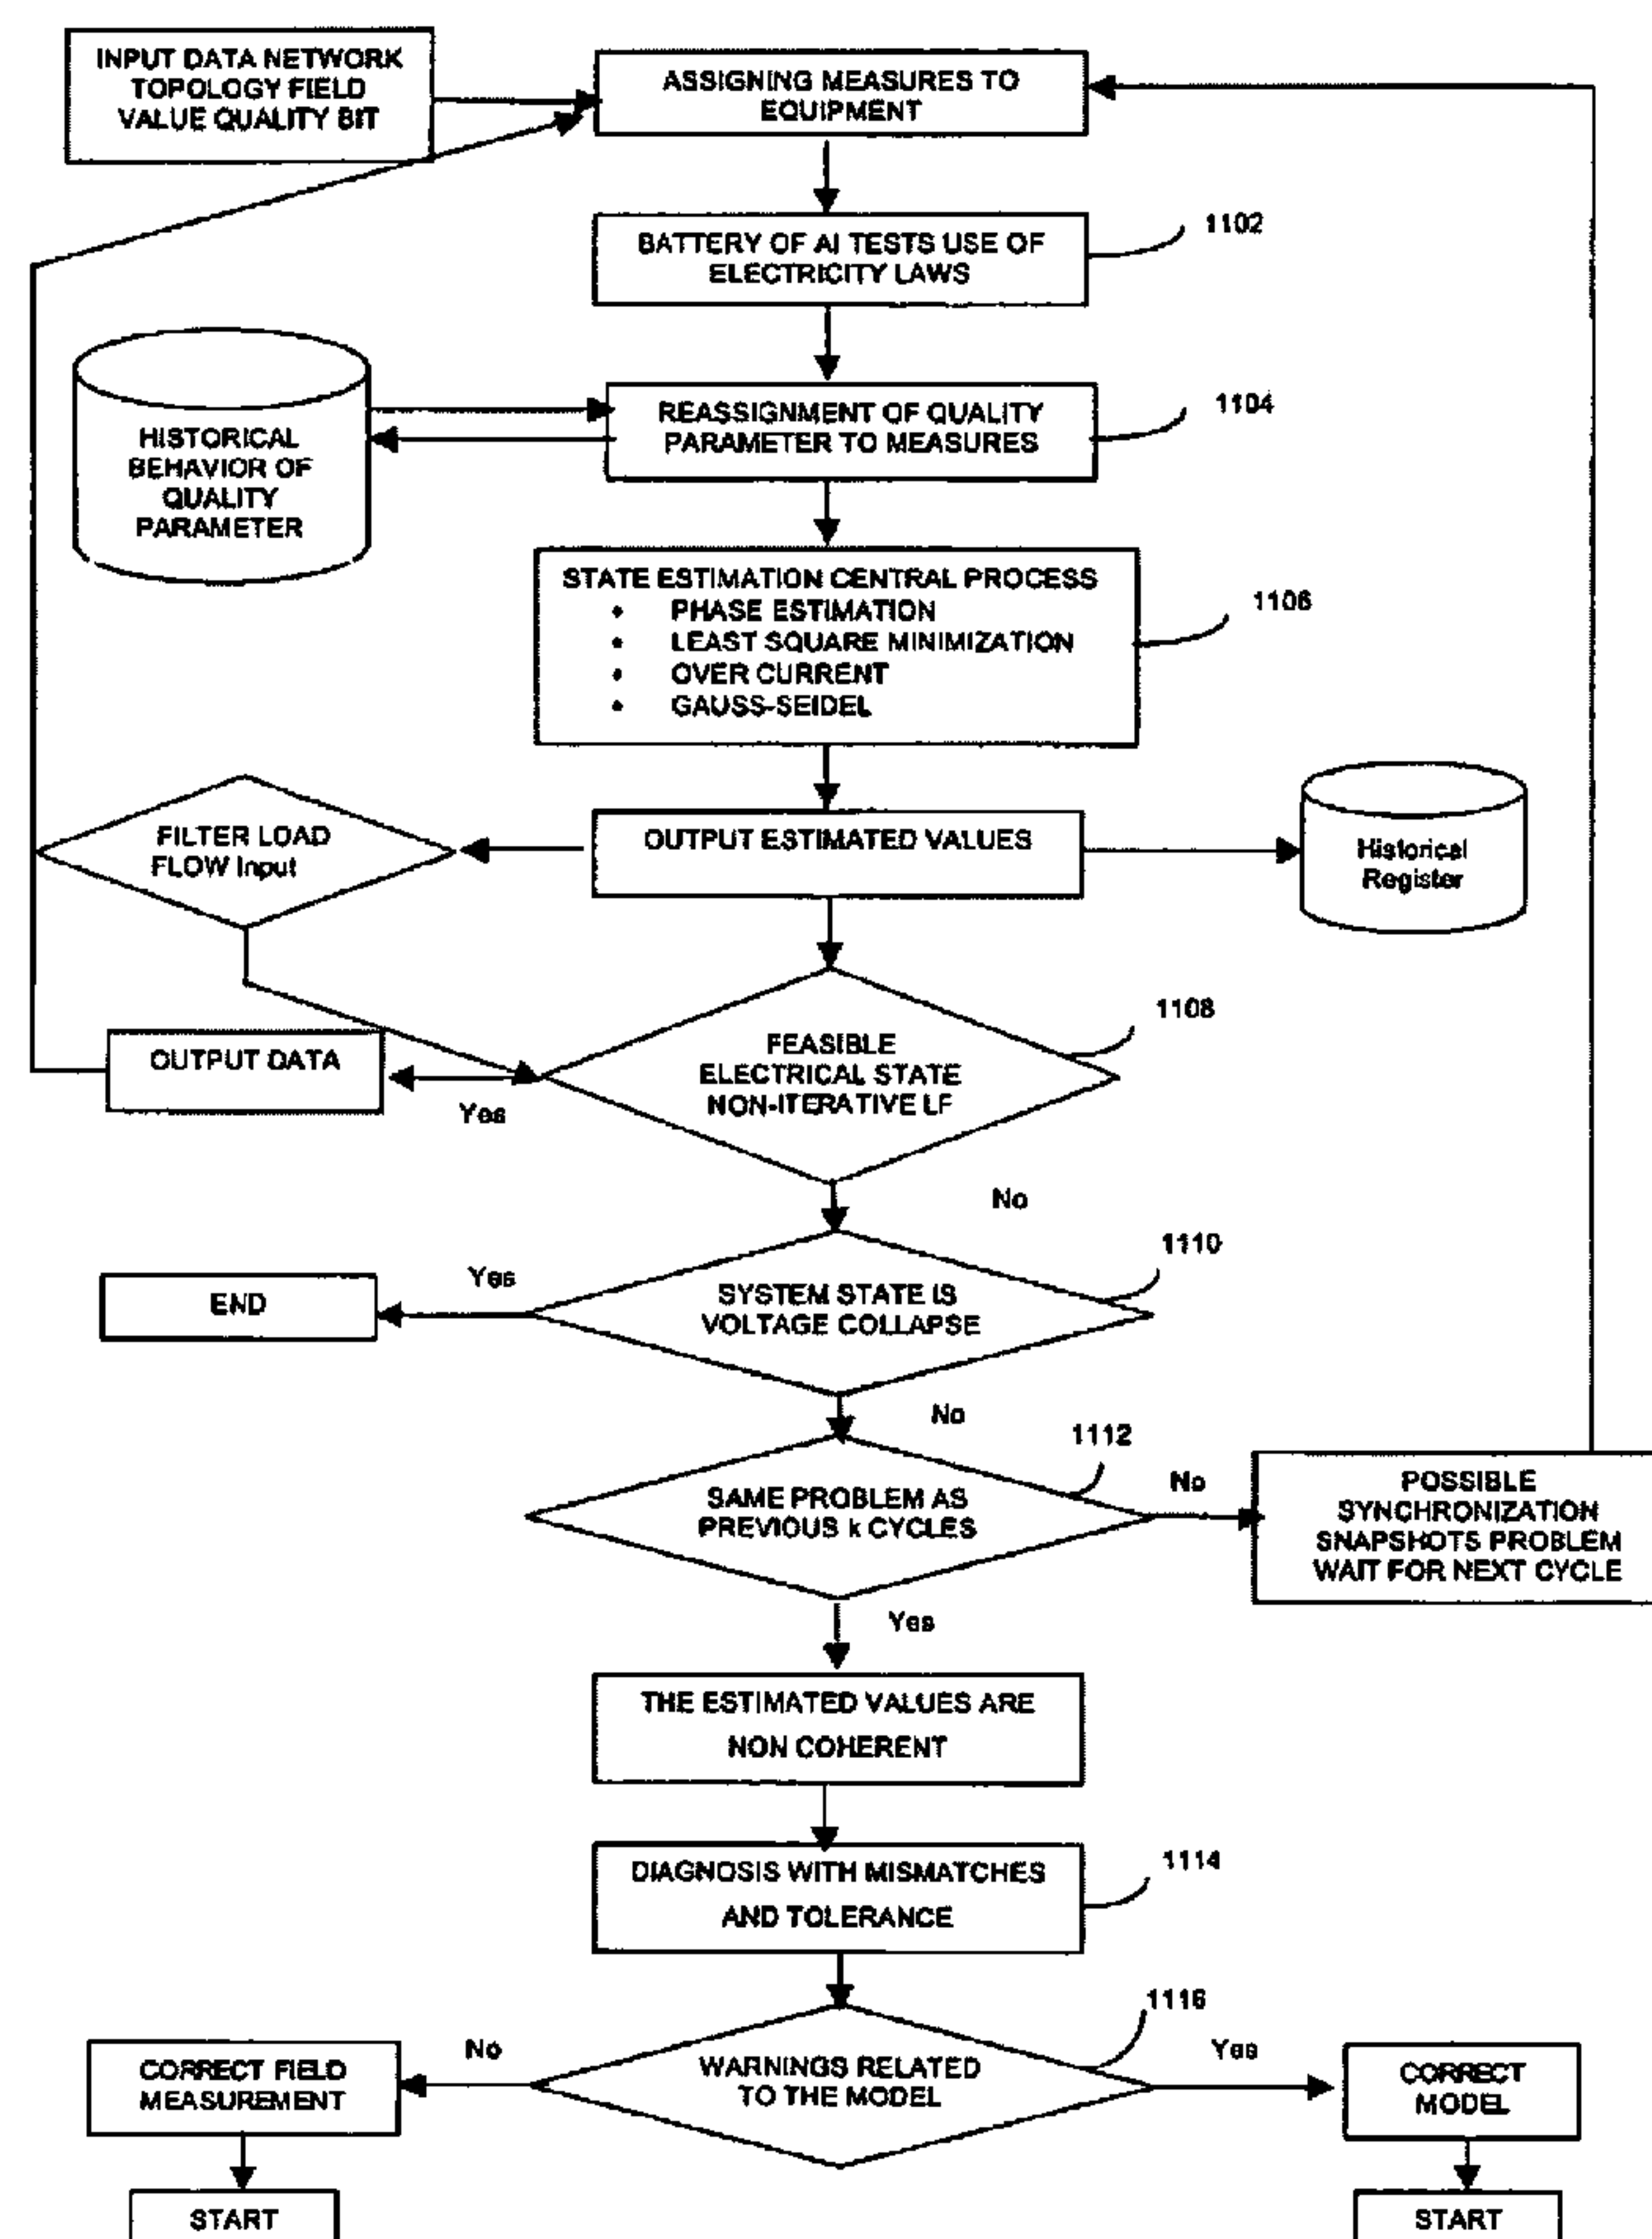 INPUT DATA NETWORK
TOPOLOGY FIELD
VALUE QUALITY BIT
ASSIGNING MEASURES TO
EQUIPMENT
1102
BATTERY OF AI TESTS USE OF
ELECTRICITY LAWS
1104
REASSIGNMENT OF QUALITY
PARAMETER TO MEASURES
HISTORICAL
BEHAVIOR OF
QUALITY
PARAMETER
1106
STATE ESTIMATION CENTRAL PROCESS
• PHASE ESTIMATION
• LEAST SQUARE MINIMIZATION
• OVER CURRENT
• GAUSS-SEIDEL
FILTER LOAD
FLOW Input
OUTPUT ESTIMATED VALUES
Historical
Register
1108
OUTPUT DATA
Yes
FEASIBLE
ELECTRICAL STATE
NON-ITERATIVE LF
No
1110
END
Yes
SYSTEM STATE IS
VOLTAGE COLLAPSE
No
1112
SAME PROBLEM AS
PREVIOUS k CYCLES
No
POSSIBLE
SYNCHRONIZATION
SNAPSHOTS PROBLEM
WAIT FOR NEXT CYCLE
Yes
THE ESTIMATED VALUES ARE
NON COHERENT
1114
DIAGNOSIS WITH MISMATCHES
AND TOLERANCE
1116
CORRECT FIELD
MEASUREMENT
No
WARNINGS RELATED
TO THE MODEL
Yes
CORRECT
MODEL
START
START